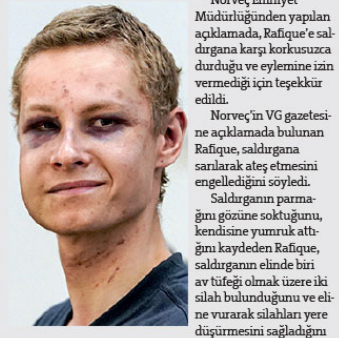 Norveç Emniyet
Müdürlüğünden yapılan
açıklamada, Rafique'e sal-
dırgana karşı korkusuzca
durduğu ve eylemine izin
vermediği için teşekkür
edildi.
Norveç'in VG gazetesi-
ne açıklamada bulunan
Rafique, saldırgana
sarılarak ateş etmesini
engellediğini söyledi.
Saldırganın parma-
ğını gözüne soktuğunu,
kendisine yumruk attı-
ğını kaydeden Rafique,
saldırganın elinde biri
av tüfeği olmak üzere iki
silah bulunduğunu ve eli-
ne vurarak silahları yere
düşürmesini sağladığını